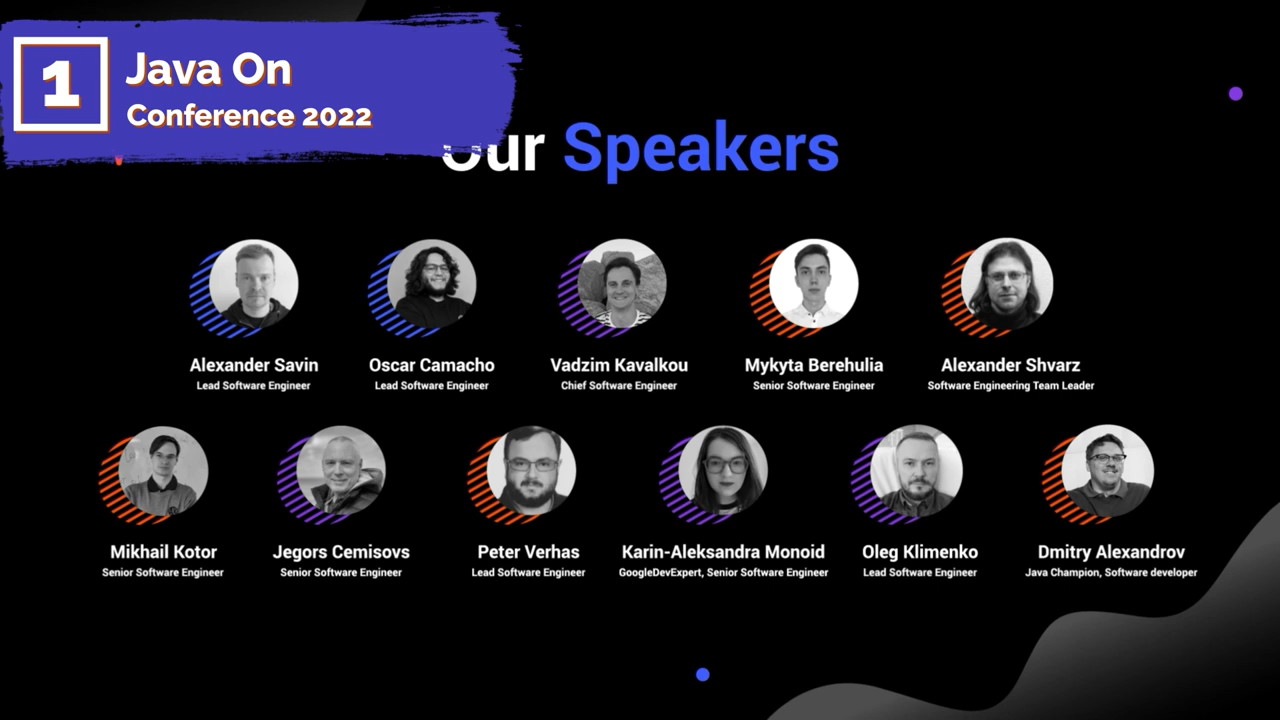 1
Java On
Conference 2022
Our Speakers
Alexander Savin
Lead Software Engineer
Oscar Camacho
Lead Software Engineer
Vadzim Kavalkou
Chief Software Engineer
Mykyta Berehulia
Senior Software Engineer
Alexander Shvarz
Software Engineering Team Leader
Mikhail Kotor
Senior Software Engineer
Jegors Cemisovs
Senior Software Engineer
Peter Verhas
Lead Software Engineer
Karin-Aleksandra Monoid
GoogleDevExpert, Senior Software Engineer
Oleg Klimenko
Lead Software Engineer
Dmitry Alexandrov
Java Champion, Software developer